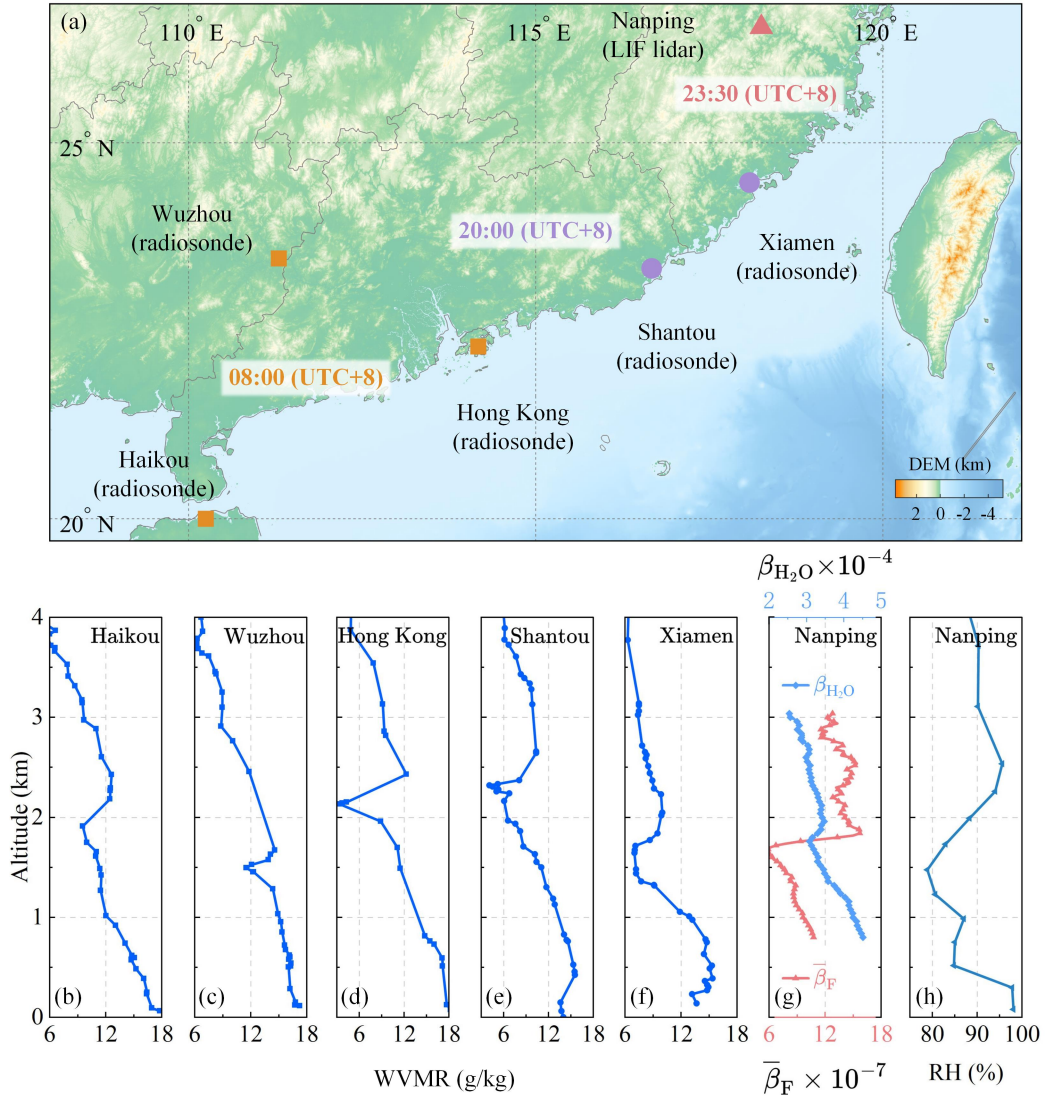 (a)
110° E
115° E
120° E
Nanping
(LIF lidar)
23:30 (UTC+8)
25° N
Wuzhou
(radiosonde)
20:00 (UTC+8)
Xiamen
(radiosonde)
Shantou
(radiosonde)
08:00 (UTC+8)
Hong Kong
(radiosonde)
Haikou
(radiosonde)
DEM (km)
2 0 -2 -4
20° N
β_H₂O ×10⁻⁴
2 3 4 5
Altitude (km)
4
3
2
1
0
Haikou
(b)
6 12 18
Wuzhou
(c)
6 12 18
Hong Kong
(d)
6 12 18
Shantou
(e)
6 12 18
Xiamen
(f)
6 12 18
Nanping
β_H₂O
β̅_F
(g)
6 12 18
Nanping
(h)
80 90 100
WVMR (g/kg)
β̅_F × 10⁻⁷
RH (%)